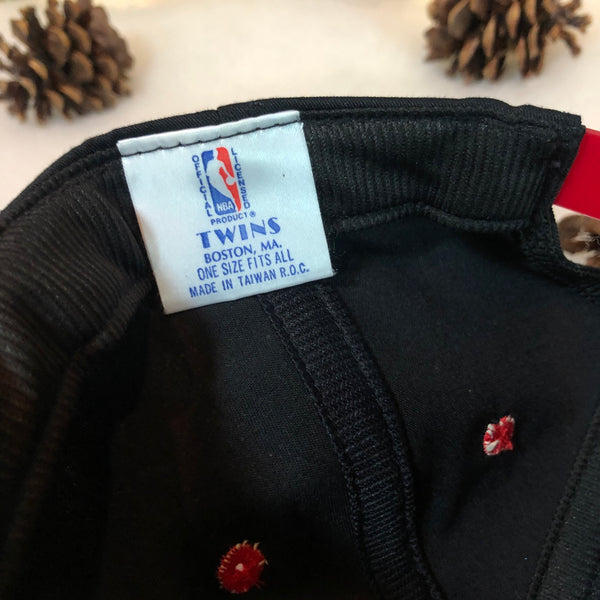 OFFICIAL LICENSED
NBA
PRODUCT®
TWINS
BOSTON, MA.
ONE SIZE FITS ALL
MADE IN TAIWAN R.O.C.